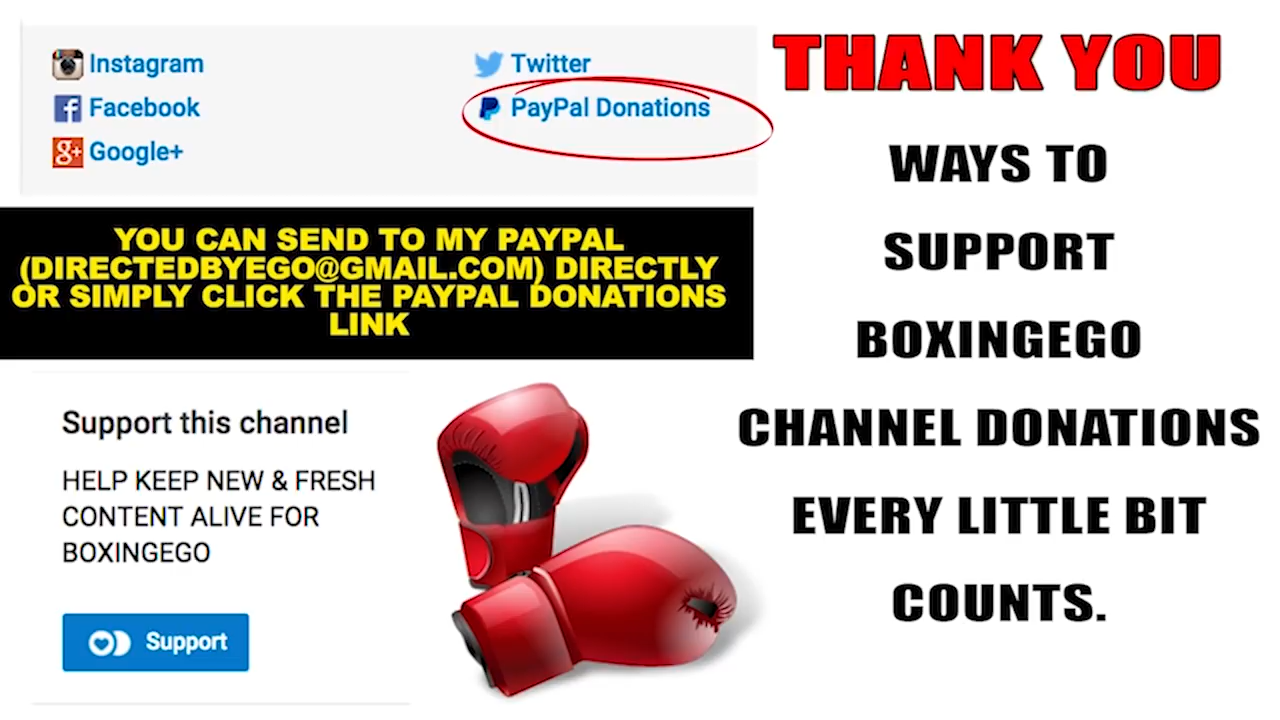 Instagram
Twitter
Facebook
PayPal Donations
g+ Google+
YOU CAN SEND TO MY PAYPAL
(DIRECTEDBYEGO@GMAIL.COM) DIRECTLY
OR SIMPLY CLICK THE PAYPAL DONATIONS
LINK
Support this channel
HELP KEEP NEW & FRESH
CONTENT ALIVE FOR
BOXINGEGO
Support
THANK YOU
WAYS TO
SUPPORT
BOXINGEGO
CHANNEL DONATIONS
EVERY LITTLE BIT
COUNTS.